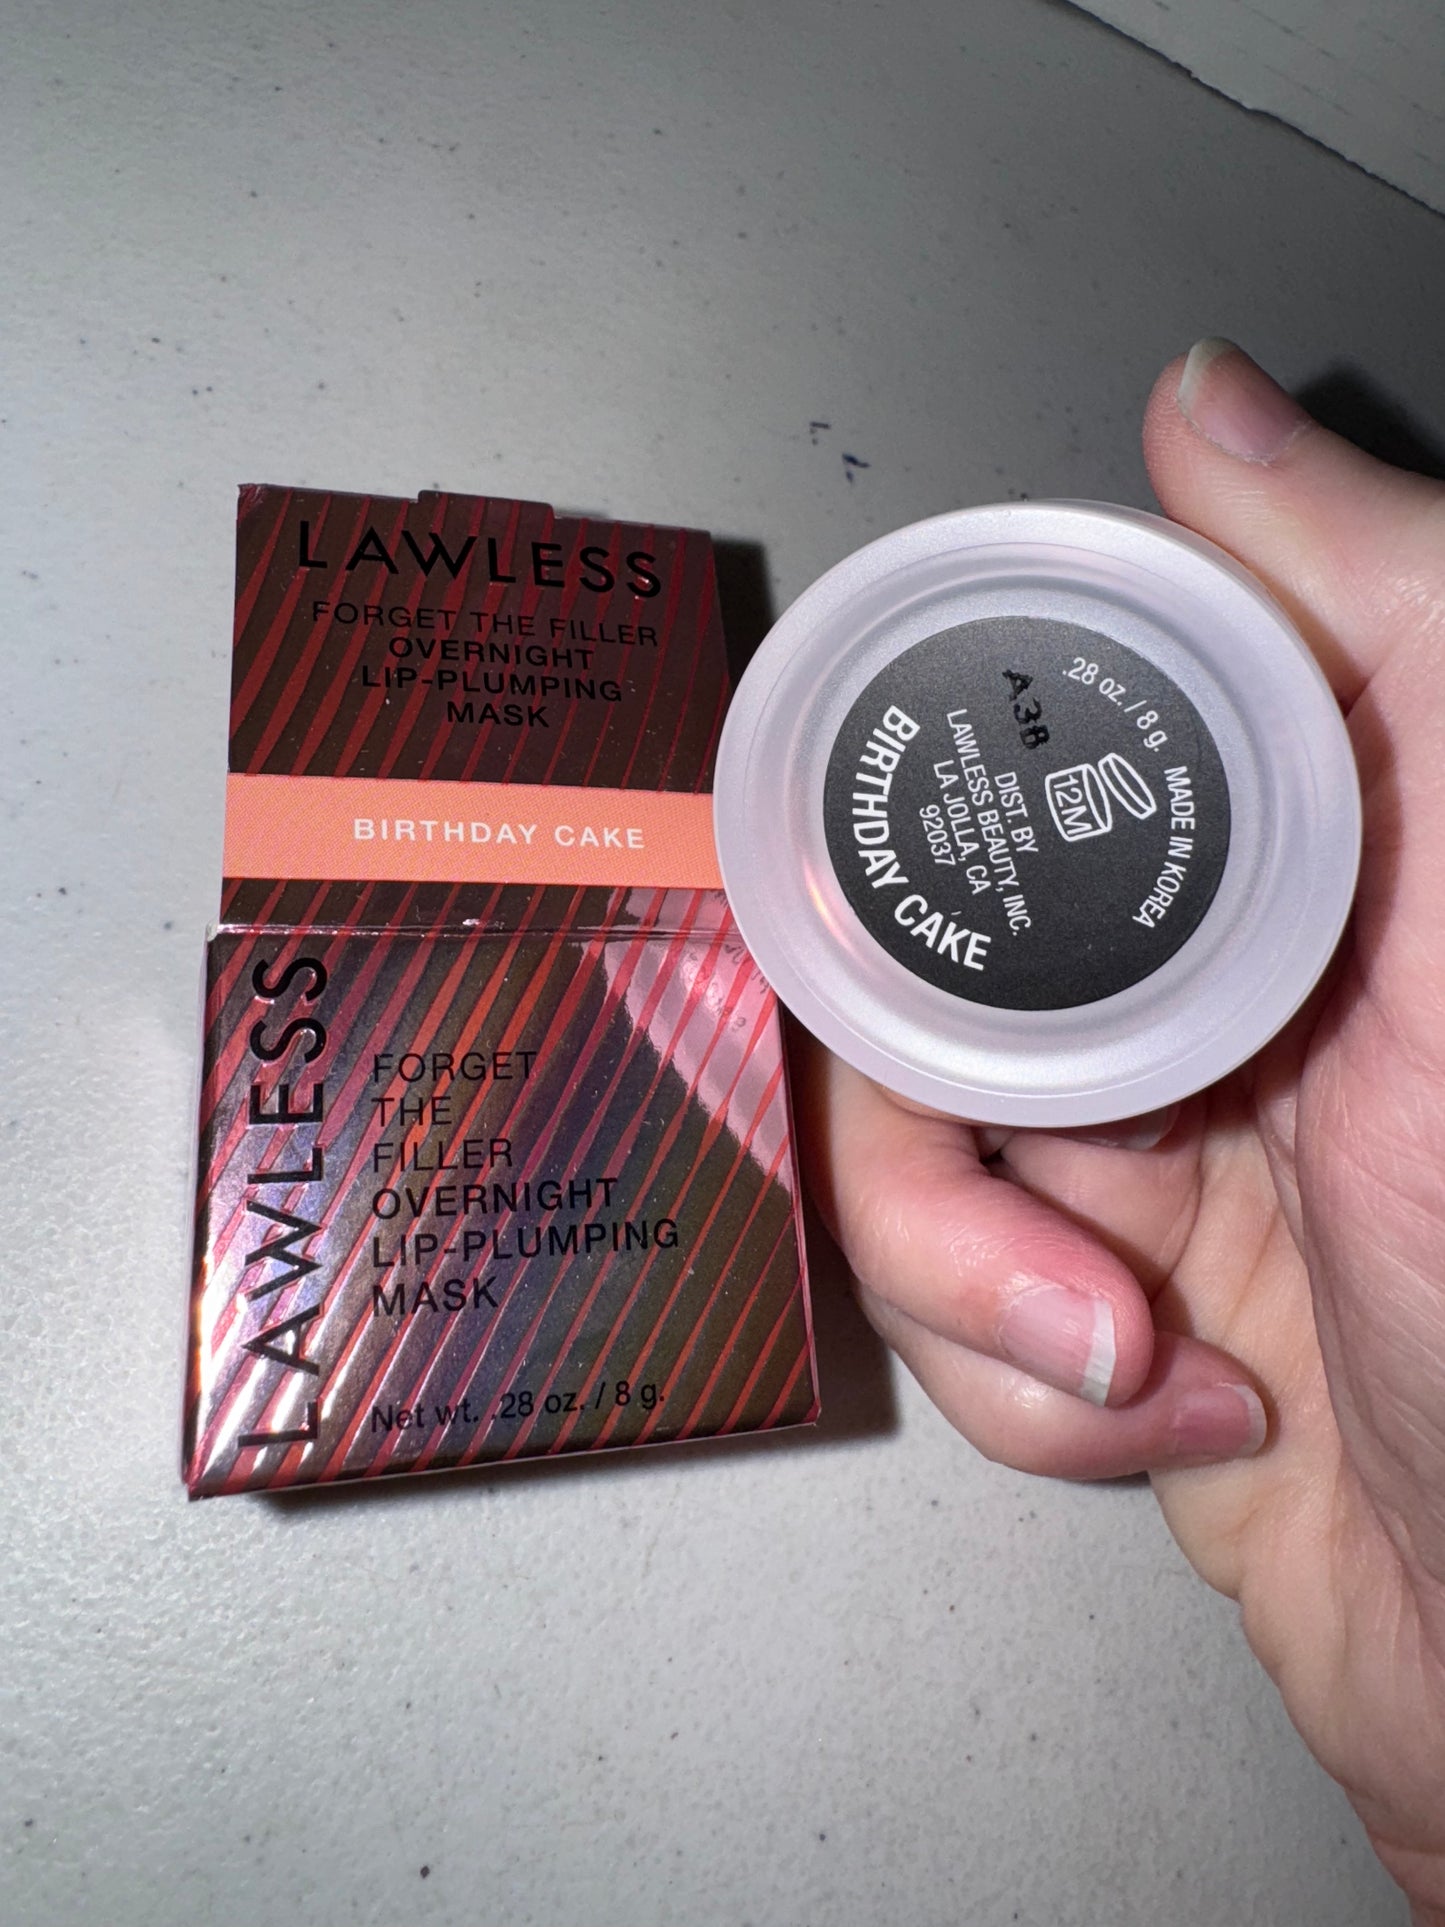 LAWLESS
FORGET THE FILLER
OVERNIGHT
LIP-PLUMPING
MASK
BIRTHDAY CAKE
LAWLESS
FORGET
THE
FILLER
OVERNIGHT
LIP-PLUMPING
MASK
Net wt. .28 oz. / 8 g.
.28 oz. / 8 g. MADE IN KOREA
12M
A38
DIST. BY
LAWLESS BEAUTY, INC.
LA JOLLA, CA
92037
BIRTHDAY CAKE